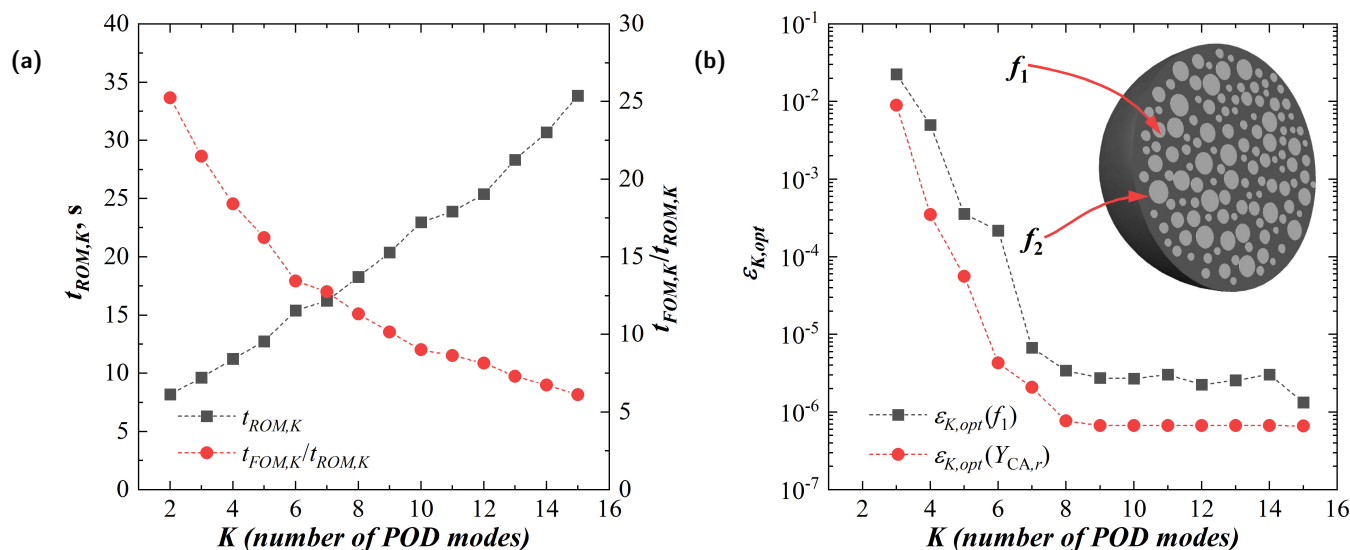 (a)
40
35
30
25
20
15
10
5
0
t_{ROM,K}, s
30
25
20
15
10
5
0
t_{FOM,K}/t_{ROM,K}
t_{ROM,K}
t_{FOM,K}/t_{ROM,K}
2 4 6 8 10 12 14 16
K (number of POD modes)
(b)
10^{-1}
10^{-2}
10^{-3}
10^{-4}
10^{-5}
10^{-6}
10^{-7}
ε_{K,opt}
f_1
f_2
ε_{K,opt}(f_1)
ε_{K,opt}(Y_{CA,r})
2 4 6 8 10 12 14 16
K (number of POD modes)